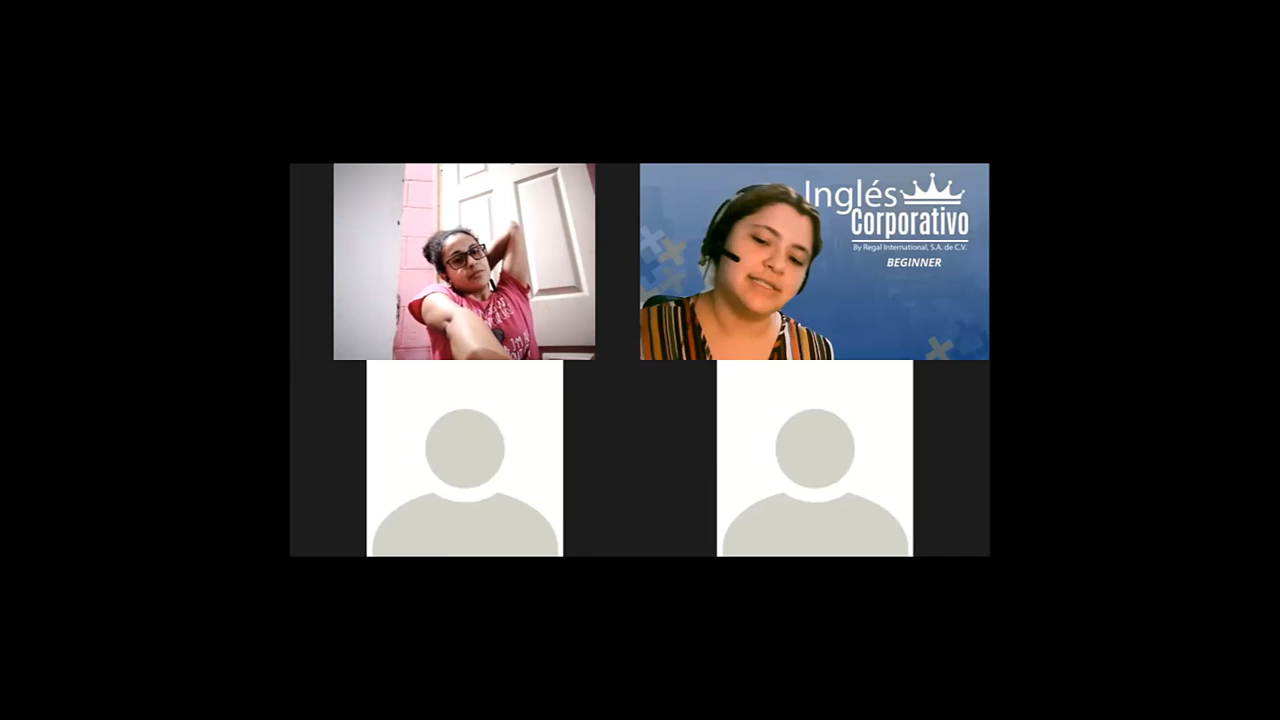 Inglés
Corporativo
By Regal International, S.A. de C.V.
BEGINNER